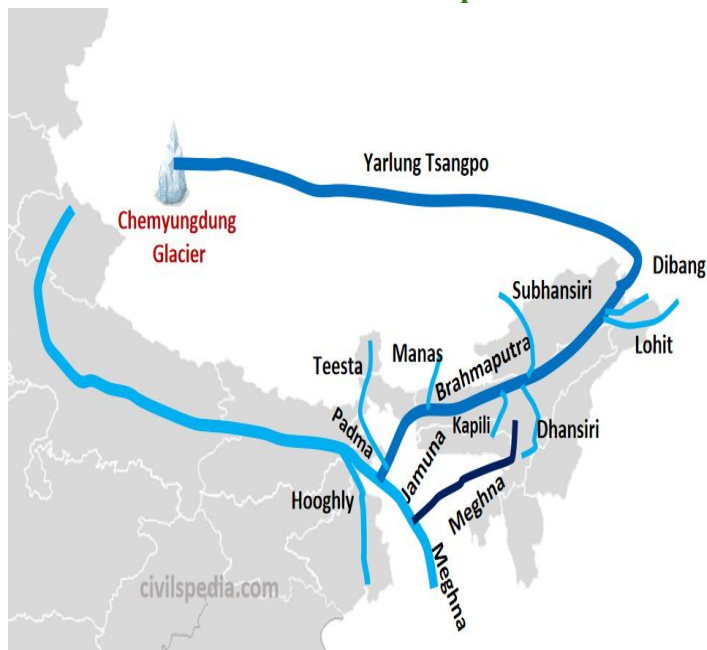 Yarlung Tsangpo
Chemyungdung
Glacier
Dibang
Subhansiri
Lohit
Teesta
Manas
Brahmaputra
Padma
Kapili
Dhansiri
Jamuna
Meghna
Hooghly
Meghna
civilspedia.com